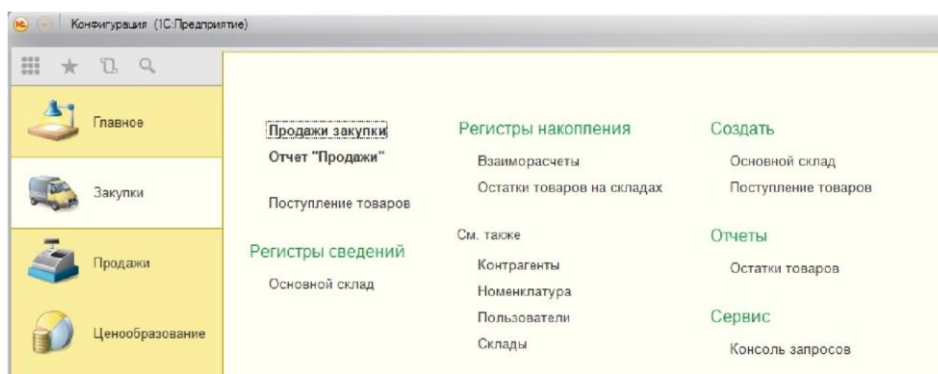 1С Конфигурация (1С:Предприятие)
Главное
Закупки
Продажи
Ценообразование
Продажи закупки
Отчет "Продажи"
Поступление товаров
Регистры сведений
Основной склад
Регистры накопления
Взаиморасчеты
Остатки товаров на складах
См. также
Контрагенты
Номенклатура
Пользователи
Склады
Создать
Основной склад
Поступление товаров
Отчеты
Остатки товаров
Сервис
Консоль запросов